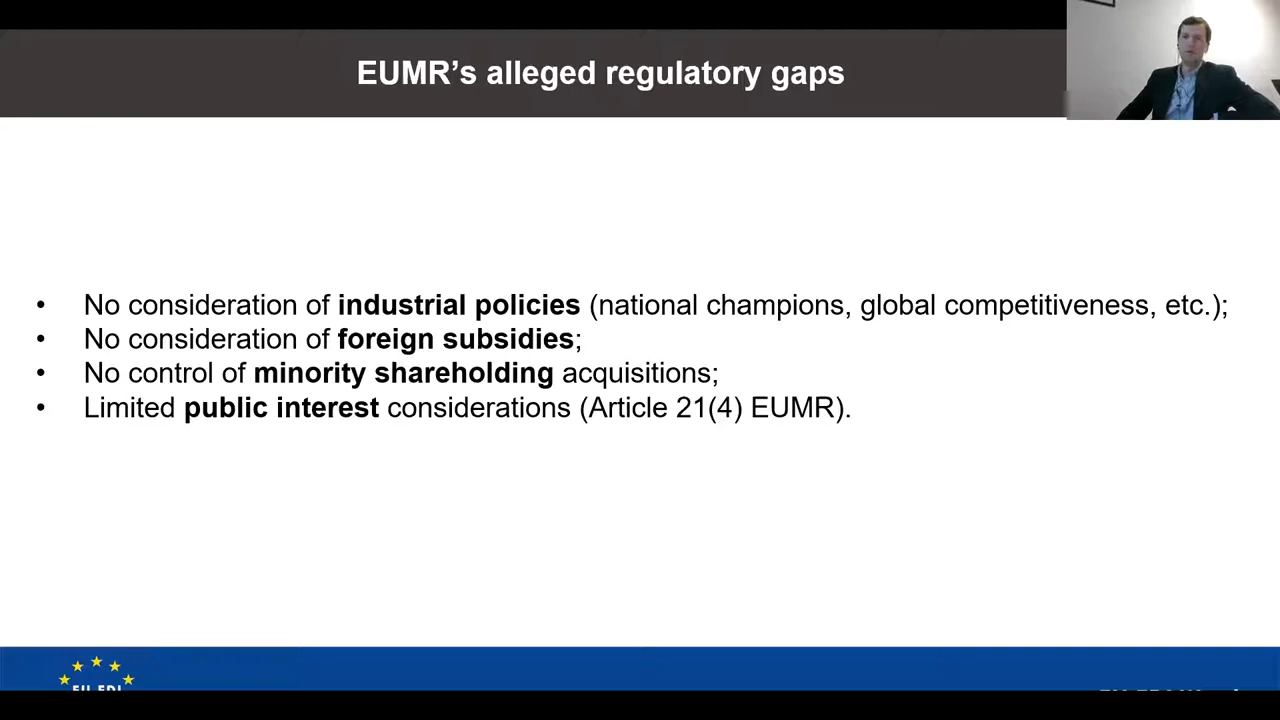 EUMR’s alleged regulatory gaps
• No consideration of industrial policies (national champions, global competitiveness, etc.);
• No consideration of foreign subsidies;
• No control of minority shareholding acquisitions;
• Limited public interest considerations (Article 21(4) EUMR).